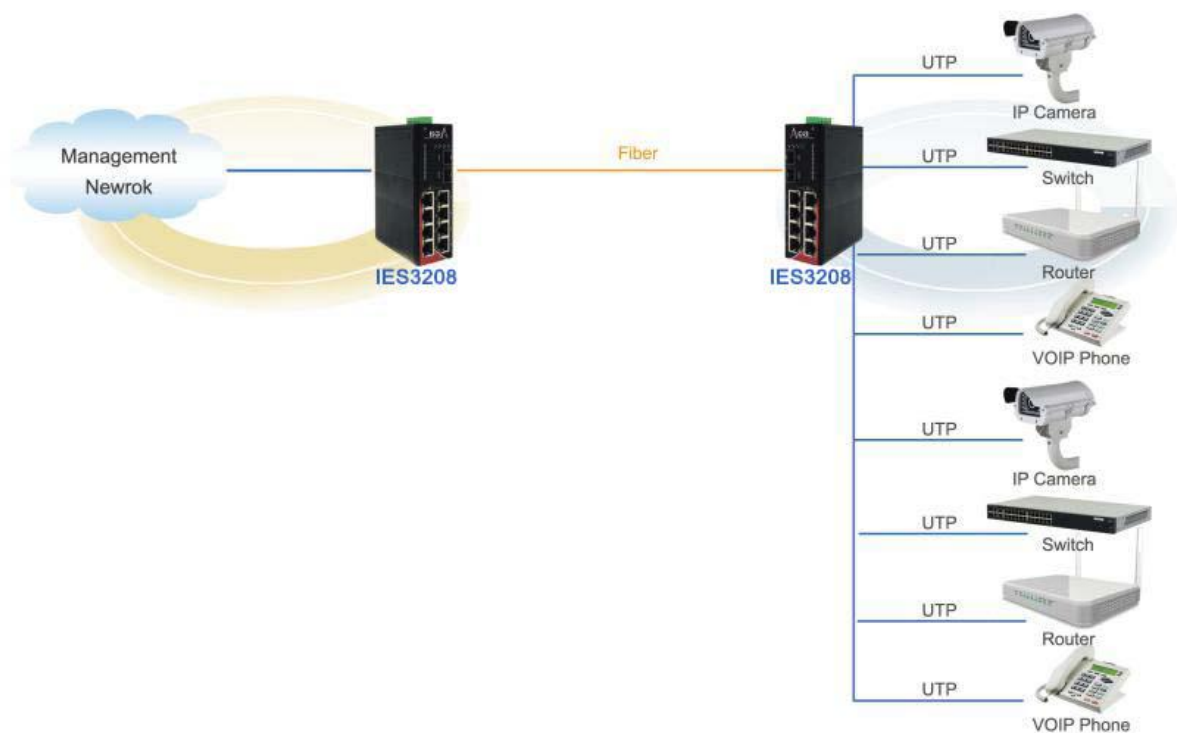 Management
Newrok
IES3208
Fiber
IES3208
UTP
IP Camera
UTP
Switch
UTP
Router
UTP
VOIP Phone
UTP
IP Camera
UTP
Switch
UTP
Router
UTP
VOIP Phone